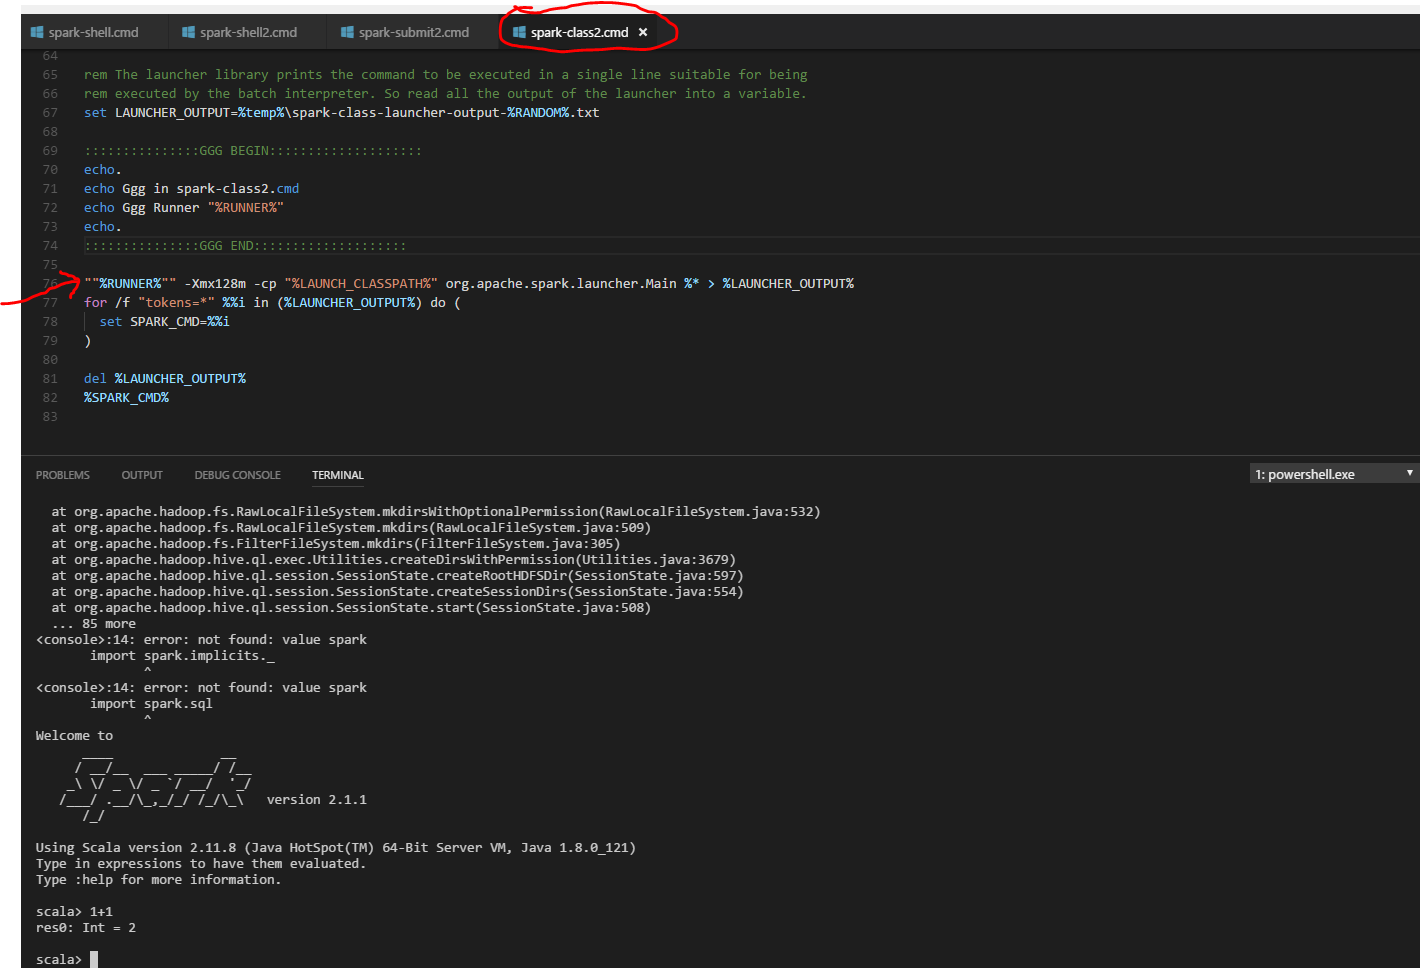 spark-shell.cmd spark-shell2.cmd spark-submit2.cmd spark-class2.cmd ×
64
65 rem The launcher library prints the command to be executed in a single line suitable for being
66 rem executed by the batch interpreter. So read all the output of the launcher into a variable.
67 set LAUNCHER_OUTPUT=%temp%\spark-class-launcher-output-%RANDOM%.txt
68
69 :::::::::::::::GGG BEGIN::::::::::::::::::::
70 echo.
71 echo Ggg in spark-class2.cmd
72 echo Ggg Runner "%RUNNER%"
73 echo.
74 :::::::::::::::GGG END::::::::::::::::::::
75
76 ""%RUNNER%"" -Xmx128m -cp "%LAUNCH_CLASSPATH%" org.apache.spark.launcher.Main %* > %LAUNCHER_OUTPUT%
77 for /f "tokens=*" %%i in (%LAUNCHER_OUTPUT%) do (
78   set SPARK_CMD=%%i
79 )
80
81 del %LAUNCHER_OUTPUT%
82 %SPARK_CMD%
83
PROBLEMS OUTPUT DEBUG CONSOLE TERMINAL 1: powershell.exe
  at org.apache.hadoop.fs.RawLocalFileSystem.mkdirsWithOptionalPermission(RawLocalFileSystem.java:532)
  at org.apache.hadoop.fs.RawLocalFileSystem.mkdirs(RawLocalFileSystem.java:509)
  at org.apache.hadoop.fs.FilterFileSystem.mkdirs(FilterFileSystem.java:305)
  at org.apache.hadoop.hive.ql.exec.Utilities.createDirsWithPermission(Utilities.java:3679)
  at org.apache.hadoop.hive.ql.session.SessionState.createRootHDFSDir(SessionState.java:597)
  at org.apache.hadoop.hive.ql.session.SessionState.createSessionDirs(SessionState.java:554)
  at org.apache.hadoop.hive.ql.session.SessionState.start(SessionState.java:508)
  ... 85 more
<console>:14: error: not found: value spark
       import spark.implicits._
              ^
<console>:14: error: not found: value spark
       import spark.sql
              ^
Welcome to
      ____              __
     / __/__  ___ _____/ /__
    _\ \/ _ \/ _ `/ __/  '_/
   /___/ .__/\_,_/_/ /_/\_\   version 2.1.1
      /_/
Using Scala version 2.11.8 (Java HotSpot(TM) 64-Bit Server VM, Java 1.8.0_121)
Type in expressions to have them evaluated.
Type :help for more information.
scala> 1+1
res0: Int = 2
scala>